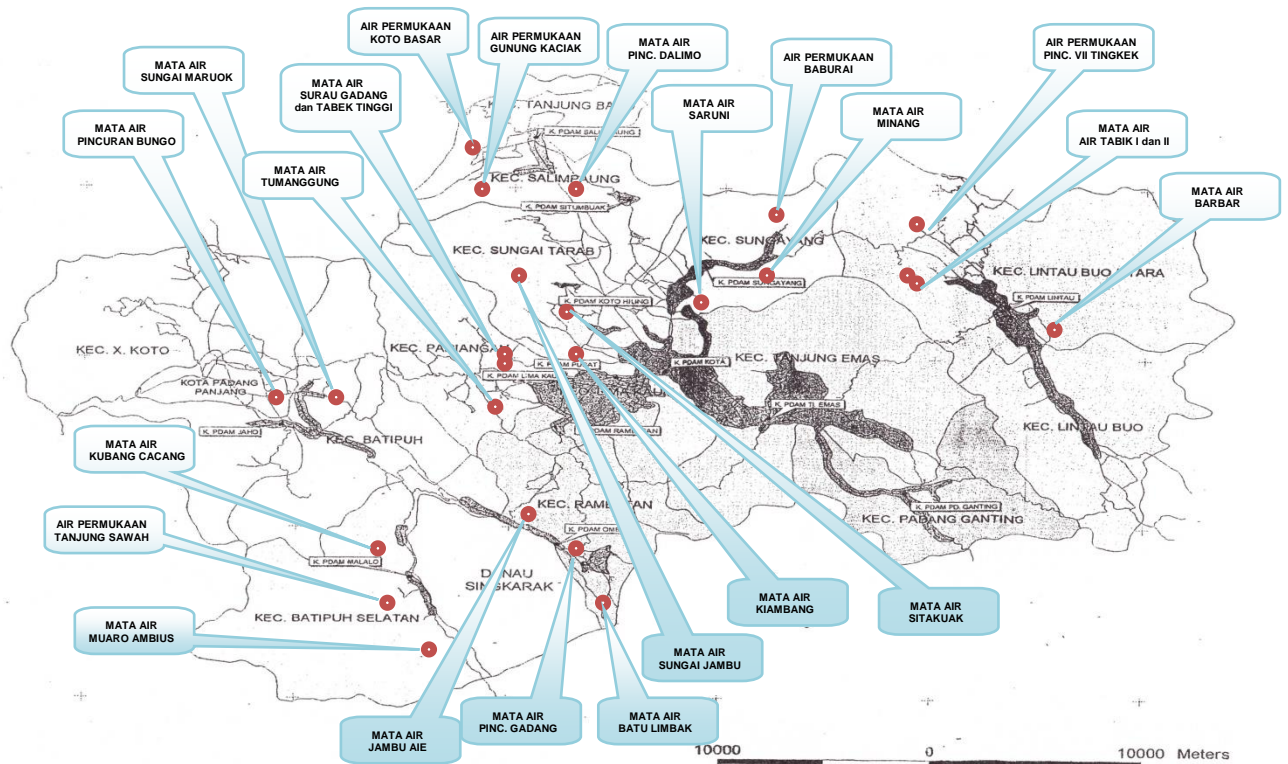 AIR PERMUKAAN
KOTO BASAR
AIR PERMUKAAN
GUNUNG KACIAK
MATA AIR
PINC. DALIMO
AIR PERMUKAAN
BABURAI
AIR PERMUKAAN
PINC. VII TINGKEK
MATA AIR
SUNGAI MARUOK
MATA AIR
SURAU GADANG
dan TABEK TINGGI
MATA AIR
SARUNI
MATA AIR
MINANG
MATA AIR
AIR TABIK I dan II
MATA AIR
PINCURAN BUNGO
MATA AIR
TUMANGGUNG
MATA AIR
BARBAR
KEC. TANJUNG
KEC. SALIMPAUNG
K. PDAM SITUMBUAK
KEC. SUNGAI TARAB
KEC. SUNGAYANG
K. PDAM SUNGAYANG
KEC. LINTAU BUO UTARA
K. PDAM LINTAU
K. PDAM KOTO HILING
KEC. X. KOTO
KEC. PARIANGAN
K. PDAM PUSAT
K. PDAM LIMA KAUM
K. PDAM KOTA
KEC. TANJUNG EMAS
KOTA PADANG
PANJANG
K. PDAM TJ. EMAS
K. PDAM JAHO
KEC. BATIPUH
K. PDAM RAMBATAN
KEC. LINTAU BUO
MATA AIR
KUBANG CACANG
KEC. RAMBATAN
K. PDAM PD. GANTING
KEC. PADANG GANTING
AIR PERMUKAAN
TANJUNG SAWAH
K. PDAM MALALO
DANAU
SINGKARAK
KEC. BATIPUH SELATAN
MATA AIR
MUARO AMBIUS
MATA AIR
KIAMBANG
MATA AIR
SITAKUAK
MATA AIR
SUNGAI JAMBU
MATA AIR
JAMBU AIE
MATA AIR
PINC. GADANG
MATA AIR
BATU LIMBAK
10000 0 10000 Meters